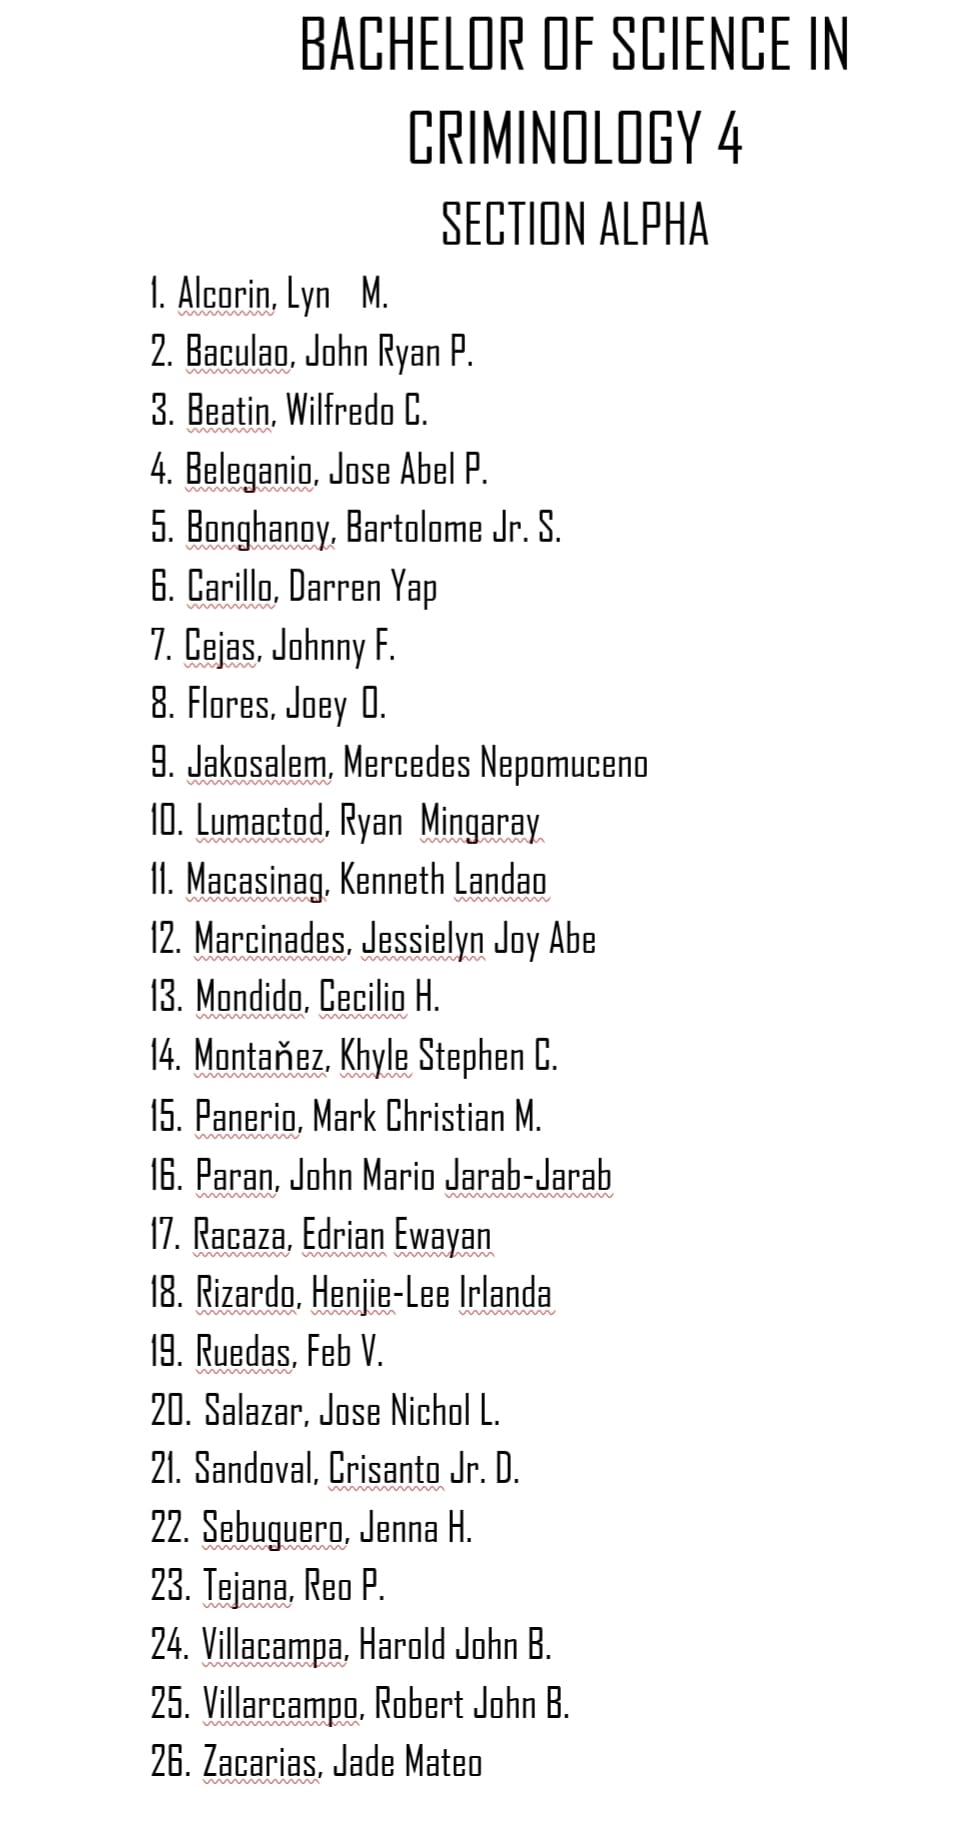 BACHELOR OF SCIENCE IN
CRIMINOLOGY 4
SECTION ALPHA
1. Alcorin, Lyn M.
2. Baculao, John Ryan P.
3. Beatin, Wilfredo C.
4. Beleganio, Jose Abel P.
5. Bonghanoy, Bartolome Jr. S.
6. Carillo, Darren Yap
7. Cejas, Johnny F.
8. Flores, Joey O.
9. Jakosalem, Mercedes Nepomuceno
10. Lumactod, Ryan Mingaray
11. Macasinag, Kenneth Landao
12. Marcinades, Jessielyn Joy Abe
13. Mondido, Cecilio H.
14. Montaňez, Khyle Stephen C.
15. Panerio, Mark Christian M.
16. Paran, John Mario Jarab-Jarab
17. Racaza, Edrian Ewayan
18. Rizardo, Henjie-Lee Irlanda
19. Ruedas, Feb V.
20. Salazar, Jose Nichol L.
21. Sandoval, Crisanto Jr. D.
22. Sebuguero, Jenna H.
23. Tejana, Reo P.
24. Villacampa, Harold John B.
25. Villarcampo, Robert John B.
26. Zacarias, Jade Mateo